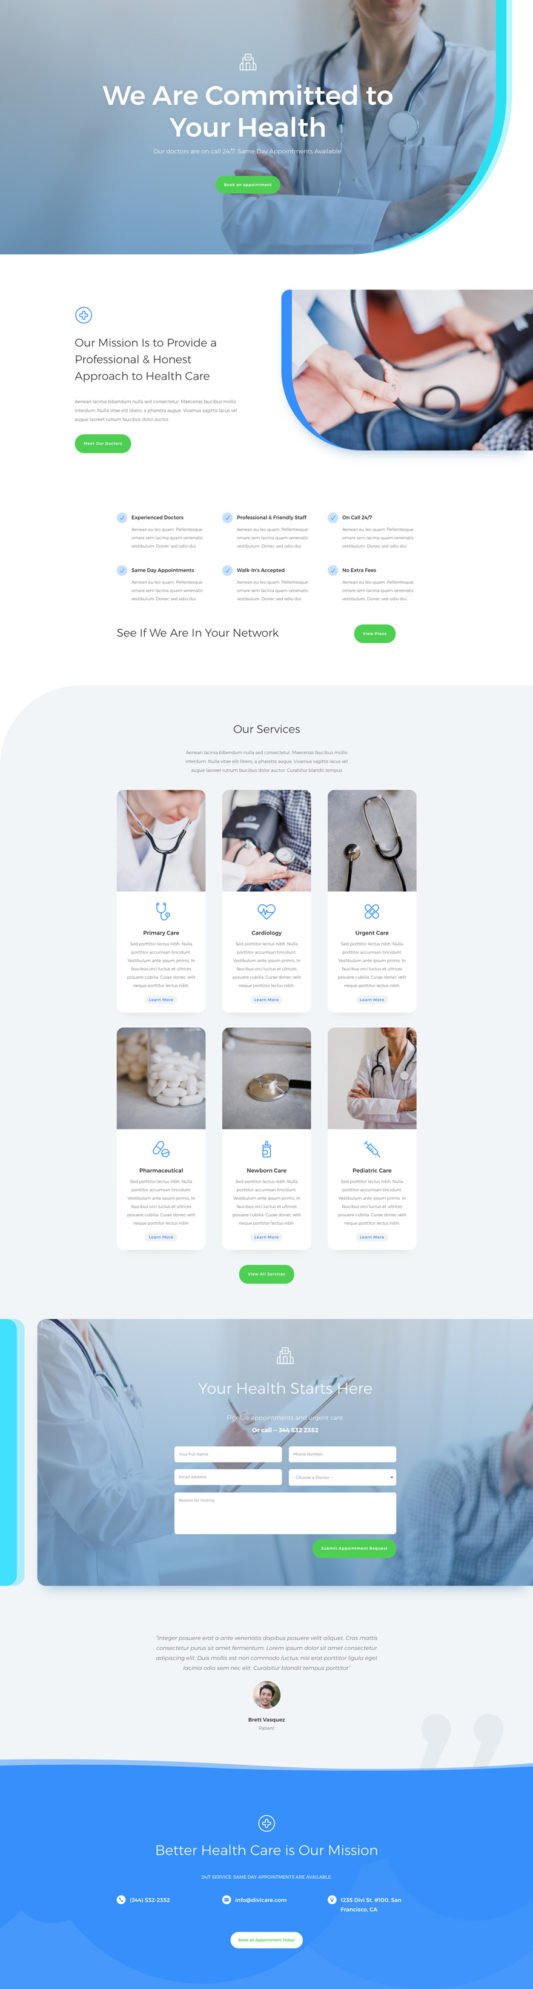 We Are Committed to
Your Health
Our doctors are on call 24/7. Same Day Appointments Available
Book an appointment
Our Mission Is to Provide a
Professional & Honest
Approach to Health Care
Aenean lacinia bibendum nulla sed consectetur. Maecenas faucibus mollis
interdum. Nulla vitae elit libero, a pharetra augue. Vivamus sagittis lacus vel
augue laoreet rutrum faucibus dolor auctor.
Meet Our Doctors
Experienced Doctors
Aenean eu leo quam. Pellentesque
ornare sem lacinia quam venenatis
vestibulum. Donec sed odio dui.
Professional & Friendly Staff
Aenean eu leo quam. Pellentesque
ornare sem lacinia quam venenatis
vestibulum. Donec sed odio dui.
On Call 24/7
Aenean eu leo quam. Pellentesque
ornare sem lacinia quam venenatis
vestibulum. Donec sed odio dui.
Same Day Appointments
Aenean eu leo quam. Pellentesque
ornare sem lacinia quam venenatis
vestibulum. Donec sed odio dui.
Walk-In's Accepted
Aenean eu leo quam. Pellentesque
ornare sem lacinia quam venenatis
vestibulum. Donec sed odio dui.
No Extra Fees
Aenean eu leo quam. Pellentesque
ornare sem lacinia quam venenatis
vestibulum. Donec sed odio dui.
See If We Are In Your Network
View Plans
Our Services
Aenean lacinia bibendum nulla sed consectetur. Maecenas faucibus mollis
interdum. Nulla vitae elit libero, a pharetra augue. Vivamus sagittis lacus vel
augue laoreet rutrum faucibus dolor auctor. Curabitur blandit tempus
Primary Care
Sed porttitor lectus nibh. Nulla
porttitor accumsan tincidunt.
Vestibulum ante ipsum primis. In
faucibus orci luctus et ultrices
posuere cubilia. Curae donec velit
neque porttitor lectus nibh
Learn More
Cardiology
Sed porttitor lectus nibh. Nulla
porttitor accumsan tincidunt.
Vestibulum ante ipsum primis. In
faucibus orci luctus et ultrices
posuere cubilia. Curae donec velit
neque porttitor lectus nibh
Learn More
Urgent Care
Sed porttitor lectus nibh. Nulla
porttitor accumsan tincidunt.
Vestibulum ante ipsum primis. In
faucibus orci luctus et ultrices
posuere cubilia. Curae donec velit
neque porttitor lectus nibh
Learn More
Pharmaceutical
Sed porttitor lectus nibh. Nulla
porttitor accumsan tincidunt.
Vestibulum ante ipsum primis. In
faucibus orci luctus et ultrices
posuere cubilia. Curae donec velit
neque porttitor lectus nibh
Learn More
Newborn Care
Sed porttitor lectus nibh. Nulla
porttitor accumsan tincidunt.
Vestibulum ante ipsum primis. In
faucibus orci luctus et ultrices
posuere cubilia. Curae donec velit
neque porttitor lectus nibh
Learn More
Pediatric Care
Sed porttitor lectus nibh. Nulla
porttitor accumsan tincidunt.
Vestibulum ante ipsum primis. In
faucibus orci luctus et ultrices
posuere cubilia. Curae donec velit
neque porttitor lectus nibh
Learn More
View All Services
Your Health Starts Here
appointments and urgent care.
Or call – 344 532 2352
Your Full Name
Phone Number
Email Address
Choose a Doctor
Reason for Visiting
Submit Appointment Request
"Integer posuere erat a ante venenatis dapibus posuere velit aliquet. Cras mattis
consectetur purus sit amet fermentum. Lorem ipsum dolor sit amet consectetur
adipiscing elit. Duis mollis est non commodo luctus, nisi erat porttitor ligula eget
lacinia odio sem nec elit. Curabitur blandit tempus porttitor"
Brett Vasquez
Patient
Better Health Care is Our Mission
24/7 SERVICE. SAME DAY APPOINTMENTS ARE AVAILABLE.
(344) 532-2352
info@divicare.com
1235 Divi St. #100, San
Francisco, CA
Book an Appointment Today!